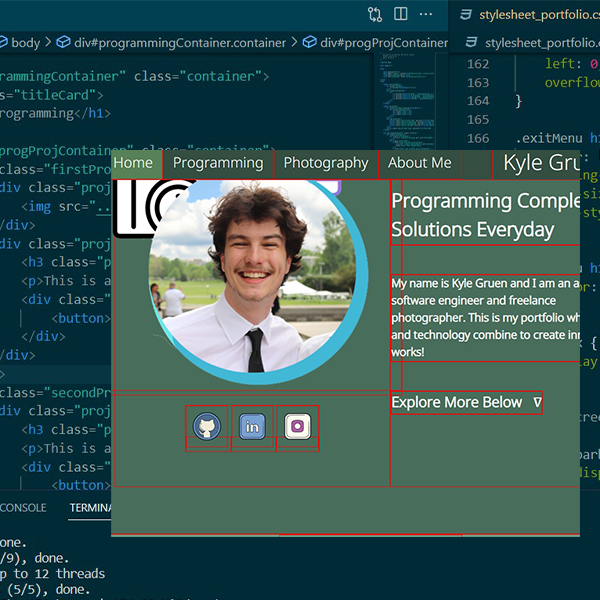 body > div#programmingContainer.container > div#progProjContainer
stylesheet_portfolio.cs
stylesheet_portfolio.c
rammingContainer" class="container">
s="titleCard">
rogramming</h1>
progProjContainer" class="container">
class="firstPro
div class="proj
<img src="..
/div>
div class="proj
<h3 class="p
<p>This is a
<div class="
<button>
</div>
/div>
>
class="secondPr
div class="proj
<h3 class="p
<p>This is a
<div class="
<button>
162 left: 0
163 overflow
164 }
165
166 .exitMenu h
Home Programming Photography About Me Kyle Gru
Programming Comple
Solutions Everyday
My name is Kyle Gruen and I am an a
software engineer and freelance
photographer. This is my portfolio wh
and technology combine to create in
works!
Explore More Below
in
CONSOLE TERMINA
one.
/9), done.
p to 12 threads
(5/5), done.